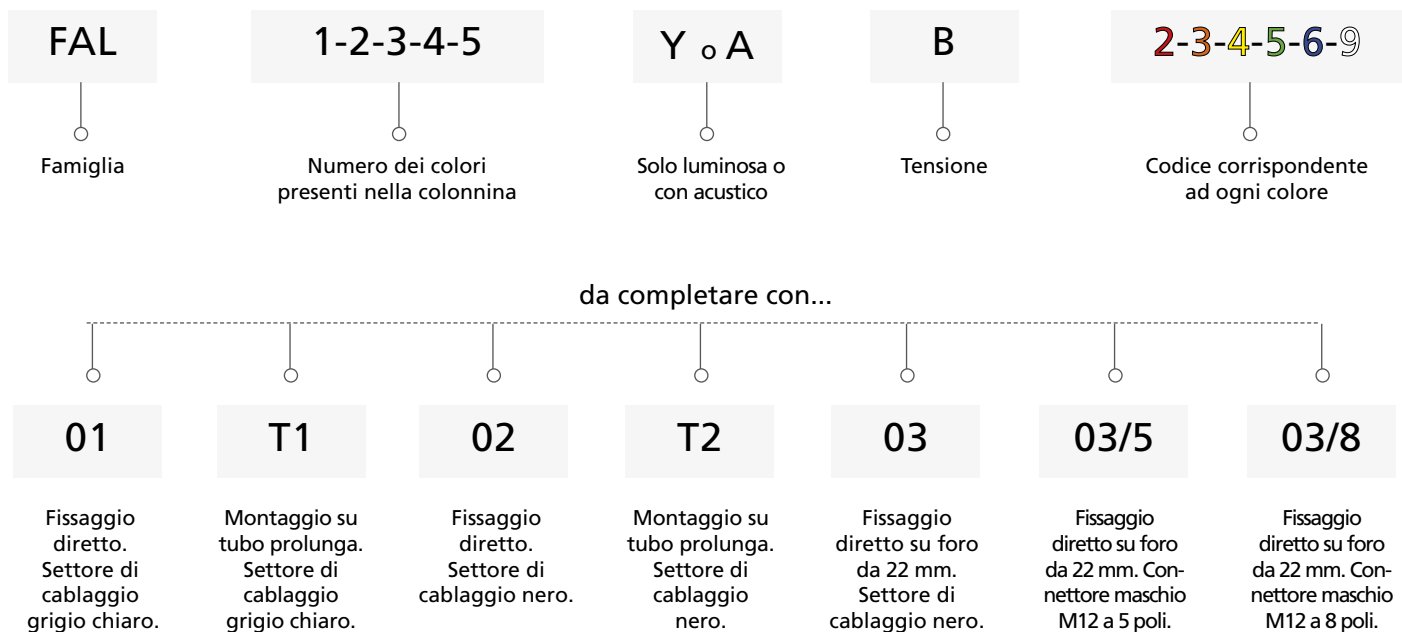 FAL
1-2-3-4-5
Y o A
B
2-3-4-5-6-9
Famiglia
Numero dei colori
presenti nella colonnina
Solo luminosa o
con acustico
Tensione
Codice corrispondente
ad ogni colore
da completare con...
01
T1
02
T2
03
03/5
03/8
Fissaggio
diretto.
Settore di
cablaggio
grigio chiaro.
Montaggio su
tubo prolunga.
Settore di
cablaggio
grigio chiaro.
Fissaggio
diretto.
Settore di
cablaggio nero.
Montaggio su
tubo prolunga.
Settore di
cablaggio
nero.
Fissaggio
diretto su foro
da 22 mm.
Settore di
cablaggio nero.
Fissaggio
diretto su foro
da 22 mm. Con-
nettore maschio
M12 a 5 poli.
Fissaggio
diretto su foro
da 22 mm. Con-
nettore maschio
M12 a 8 poli.